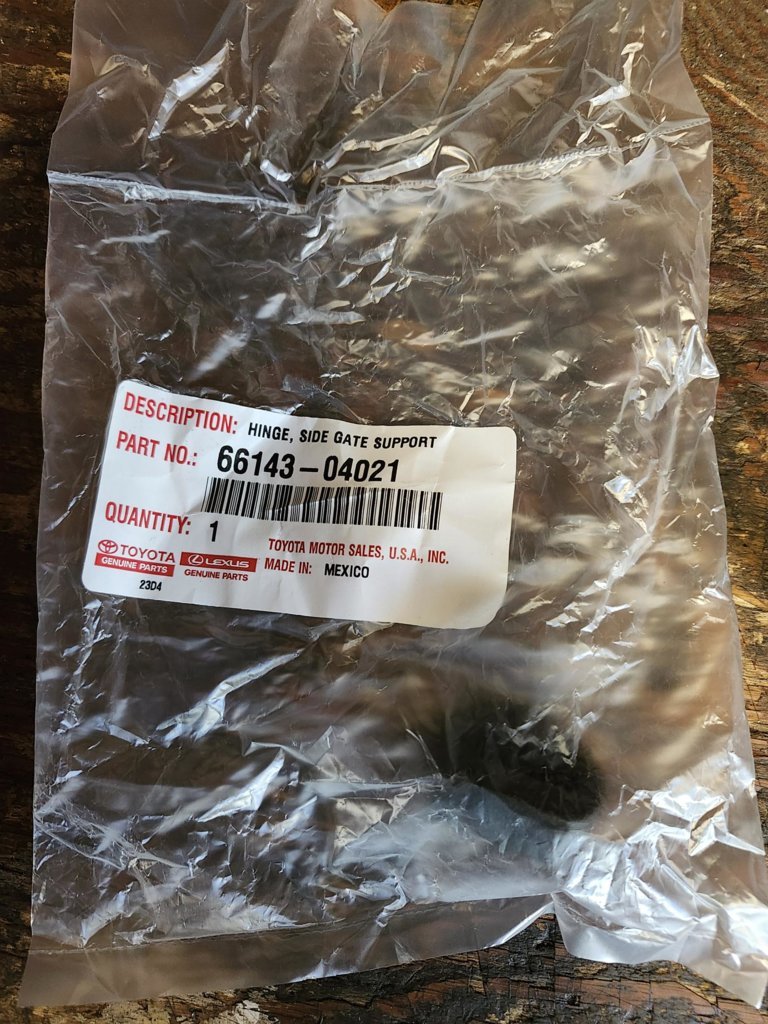 DESCRIPTION: HINGE, SIDE GATE SUPPORT
PART NO.: 66143-04021
QUANTITY: 1
TOYOTA
GENUINE PARTS
LEXUS
GENUINE PARTS
TOYOTA MOTOR SALES, U.S.A., INC.
MADE IN: MEXICO
23D4